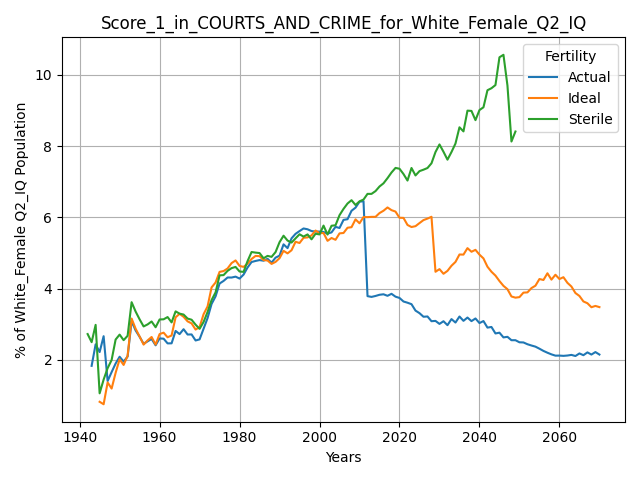 Score_1_in_COURTS_AND_CRIME_for_White_Female_Q2_IQ
% of White_Female Q2_IQ Population
10
8
6
4
2
Fertility
Actual
Ideal
Sterile
1940 1960 1980 2000 2020 2040 2060
Years